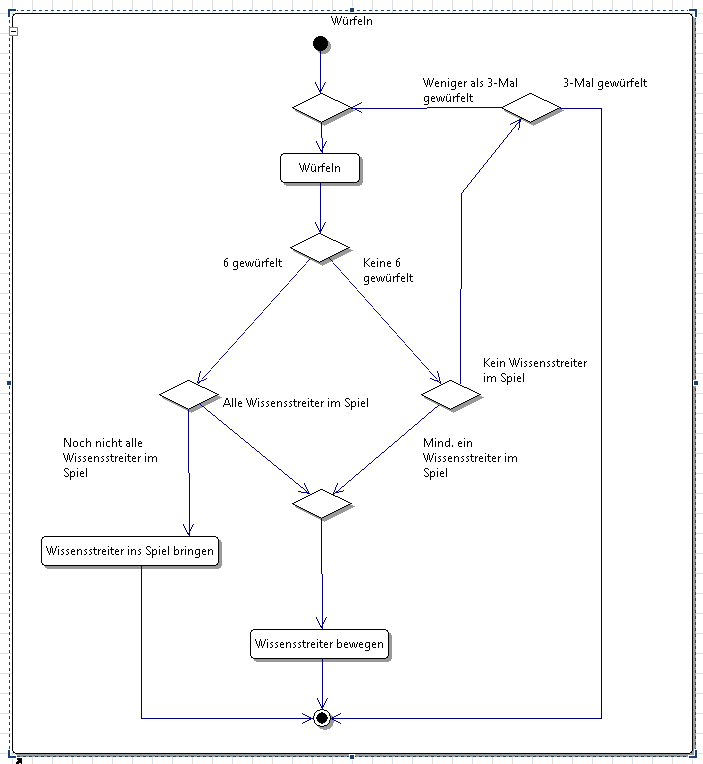 Würfeln
Weniger als 3-Mal
gewürfelt
3-Mal gewürfelt
Würfeln
6 gewürfelt
Keine 6
gewürfelt
Kein Wissensstreiter
im Spiel
Alle Wissensstreiter im Spiel
Noch nicht alle
Wissensstreiter im
Spiel
Mind. ein
Wissensstreiter im
Spiel
Wissensstreiter ins Spiel bringen
Wissensstreiter bewegen